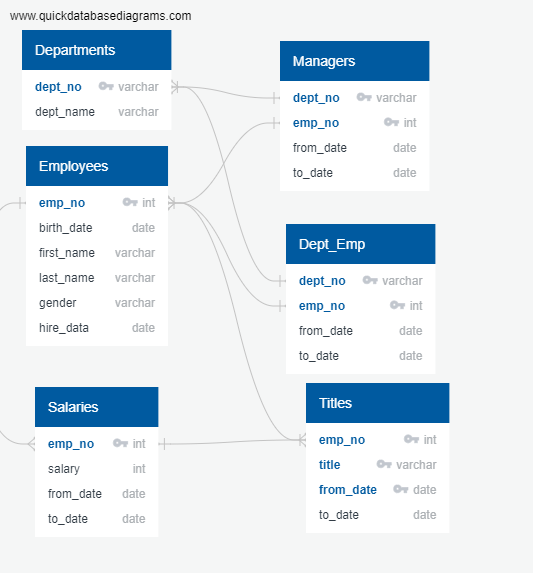 www.quickdatabasediagrams.com
Departments
dept_no varchar
dept_name varchar
Managers
dept_no varchar
emp_no int
from_date date
to_date date
Employees
emp_no int
birth_date date
first_name varchar
last_name varchar
gender varchar
hire_data date
Dept_Emp
dept_no varchar
emp_no int
from_date date
to_date date
Salaries
emp_no int
salary int
from_date date
to_date date
Titles
emp_no int
title varchar
from_date date
to_date date